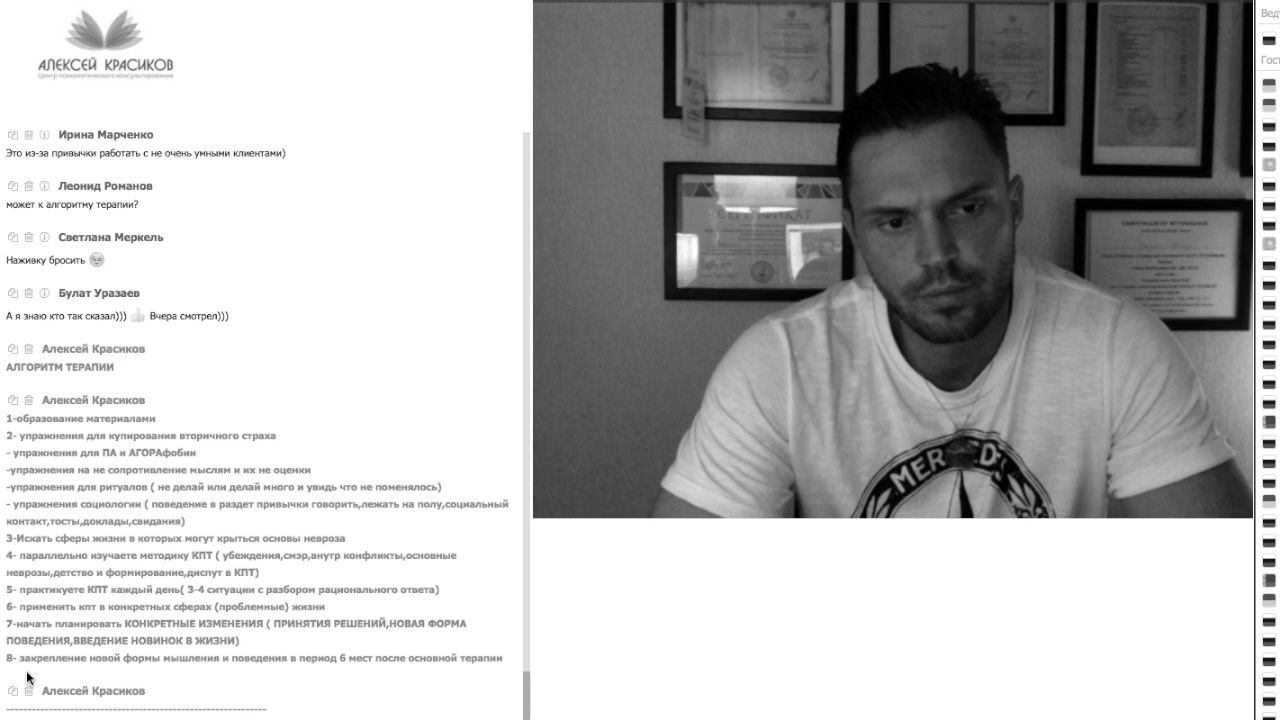 АЛЕКСЕЙ КРАСИКОВ
Центр психологического консультирования
Ирина Марченко
Это из-за привычки работать с не очень умными клиентами)
Леонид Романов
может к алгоритму терапии?
Светлана Меркель
Наживку бросить
Булат Уразаев
А я знаю кто так сказал))) Вчера смотрел)))
Алексей Красиков
АЛГОРИТМ ТЕРАПИИ
Алексей Красиков
1-образование материалами
2- упражнения для купирования вторичного страха
- упражнения для ПА и АГОРАфобии
-упражнения на не сопротивление мыслям и их не оценки
-упражнения для ритуалов ( не делай или делай много и увидь что не поменялось)
- упражнения социологии ( поведение в раздет привычки говорить,лежать на полу,социальный
контакт,тосты,доклады,свидания)
3-Искать сферы жизни в которых могут крыться основы невроза
4- параллельно изучаете методику КПТ ( убеждения,смэр,внутр конфликты,основные
неврозы,детство и формирование,диспут в КПТ)
5- практикуете КПТ каждый день( 3-4 ситуации с разбором рационального ответа)
6- применить кпт в конкретных сферах (проблемные) жизни
7-начать планировать КОНКРЕТНЫЕ ИЗМЕНЕНИЯ ( ПРИНЯТИЯ РЕШЕНИЙ,НОВАЯ ФОРМА
ПОВЕДЕНИЯ,ВВЕДЕНИЕ НОВИНОК В ЖИЗНИ)
8- закрепление новой формы мышления и поведения в период 6 мест после основной терапии
Алексей Красиков
-------------------------------------------------------------
Вед
Гост
СЕРТИФИКАТ
MER D